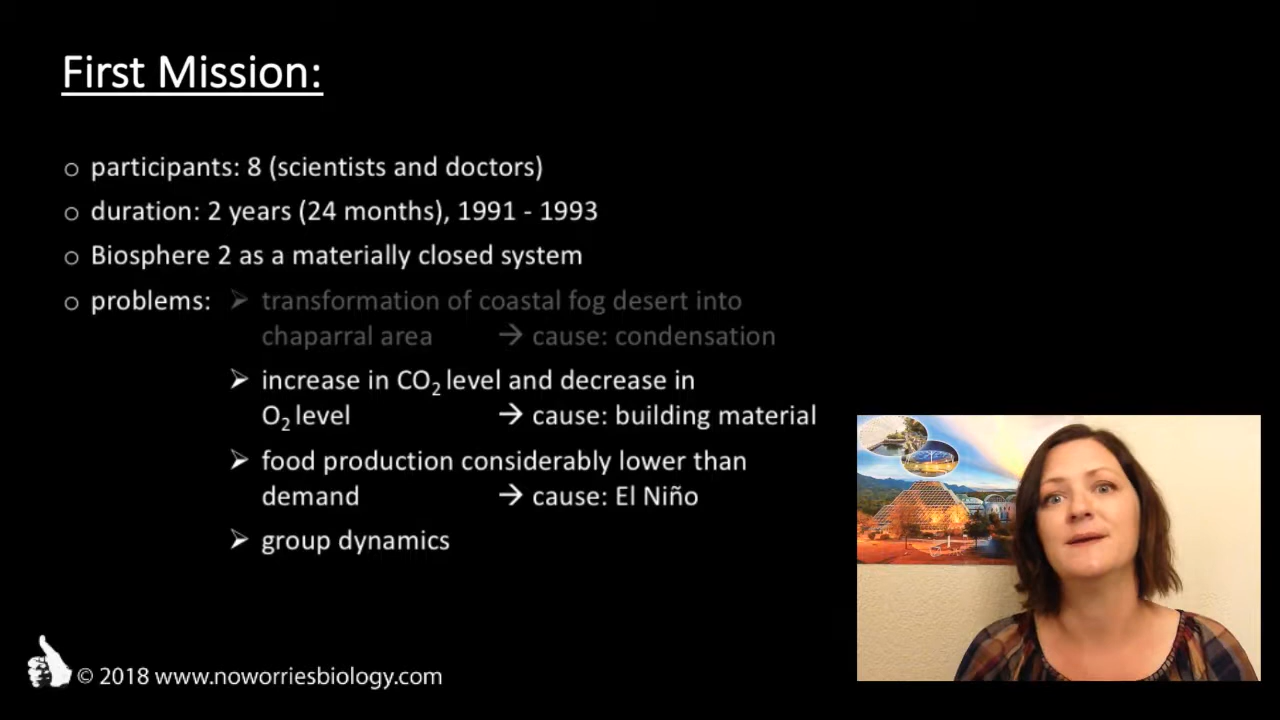 First Mission:
o participants: 8 (scientists and doctors)
o duration: 2 years (24 months), 1991 - 1993
o Biosphere 2 as a materially closed system
o problems: ➢ transformation of coastal fog desert into
chaparral area → cause: condensation
➢ increase in CO₂ level and decrease in
O₂ level → cause: building material
➢ food production considerably lower than
demand → cause: El Niño
➢ group dynamics
© 2018 www.noworriesbiology.com